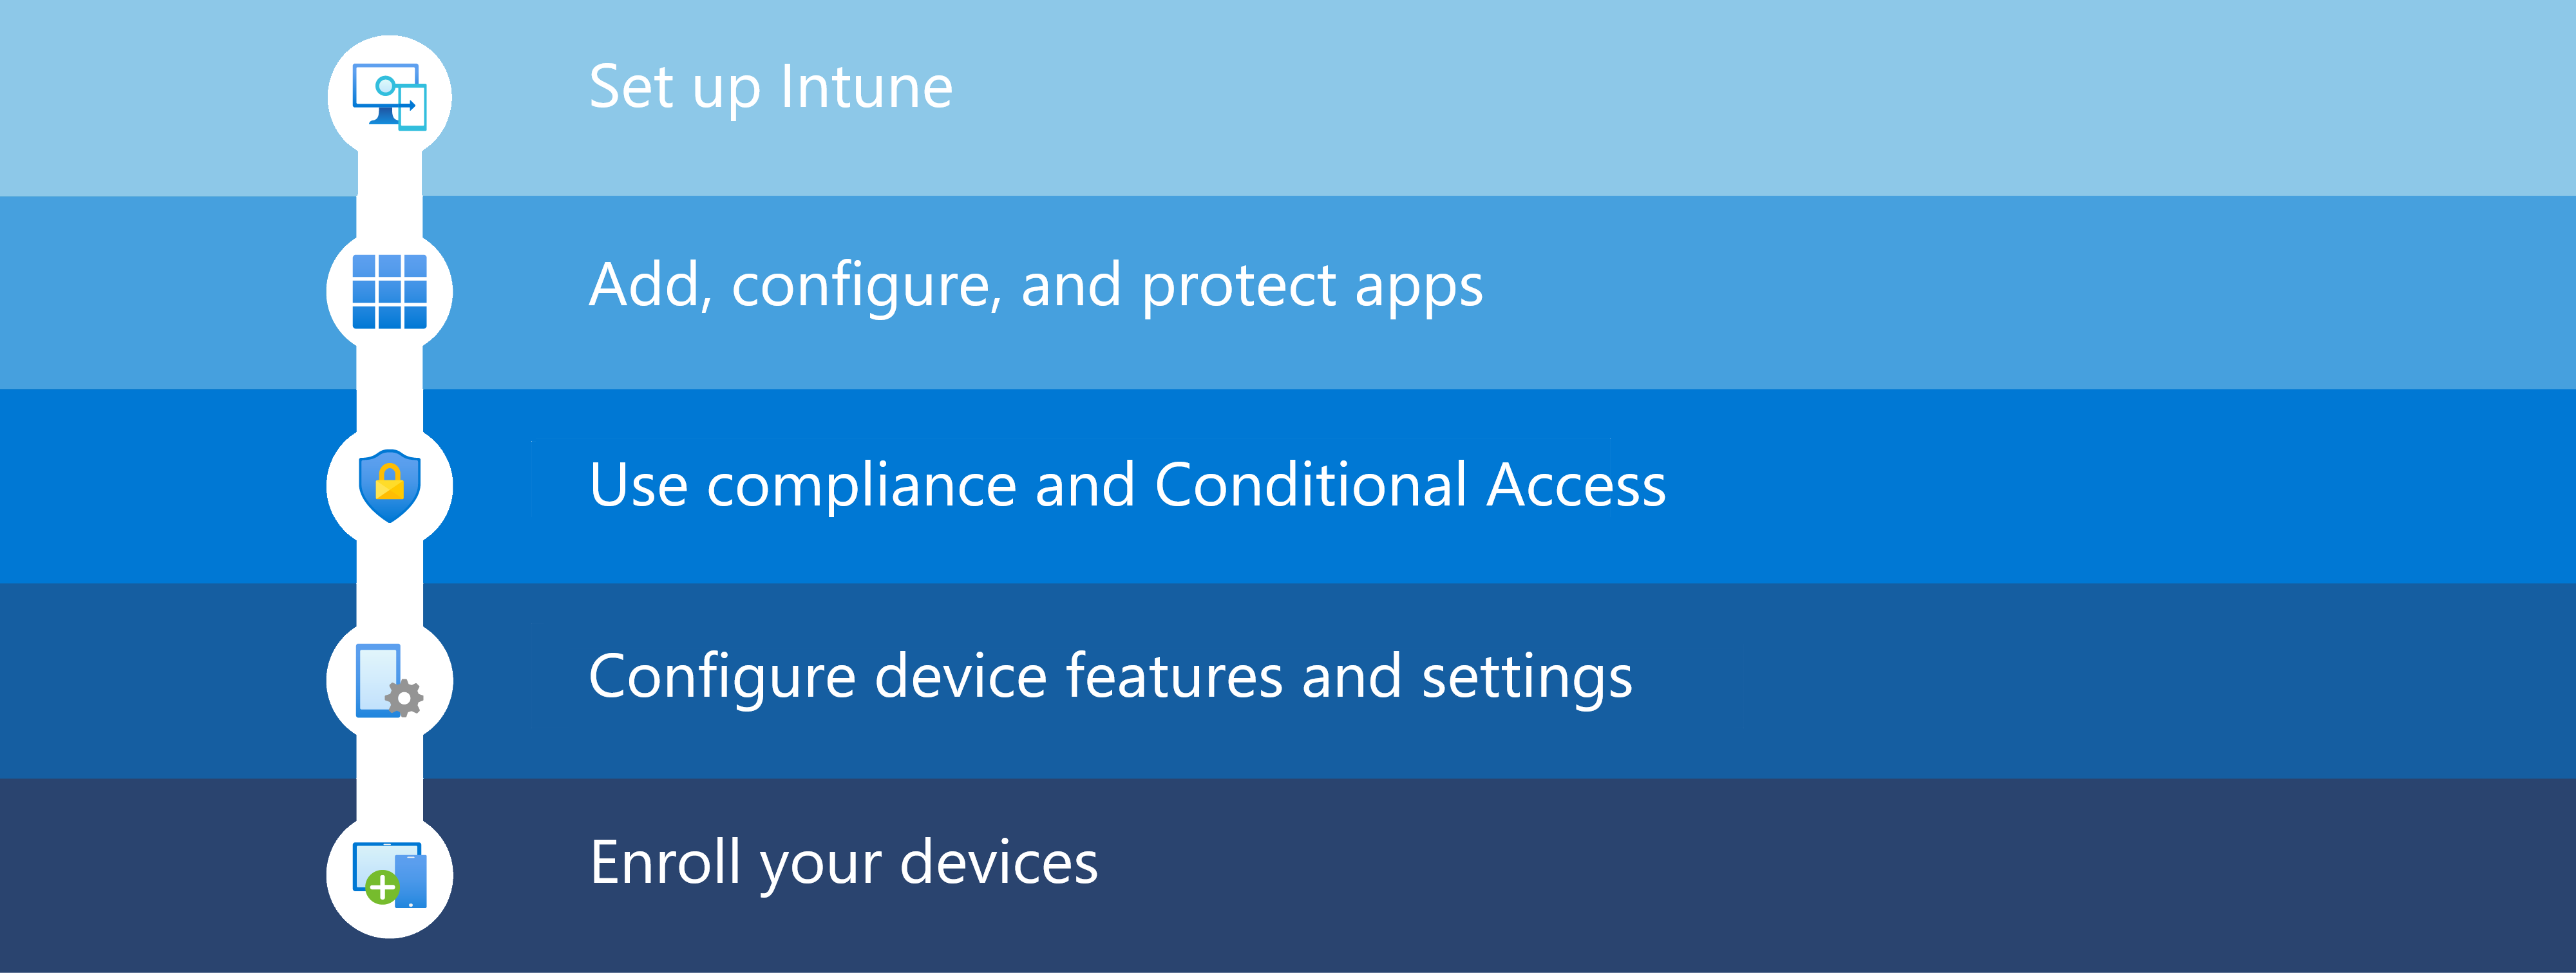 Set up Intune
Add, configure, and protect apps
Use compliance and Conditional Access
Configure device features and settings
Enroll your devices